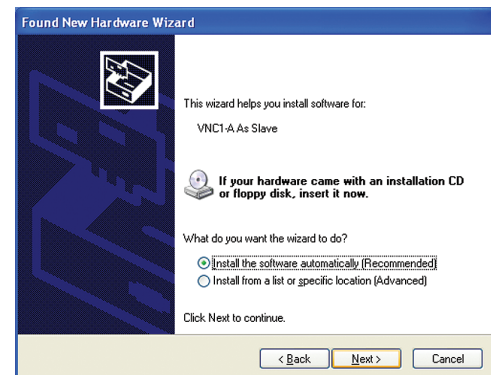 Found New Hardware Wizard
This wizard helps you install software for:
VNC1-A As Slave
If your hardware came with an installation CD
or floppy disk, insert it now.
What do you want the wizard to do?
Install the software automatically (Recommended)
Install from a list or specific location (Advanced)
Click Next to continue.
< Back
Next >
Cancel